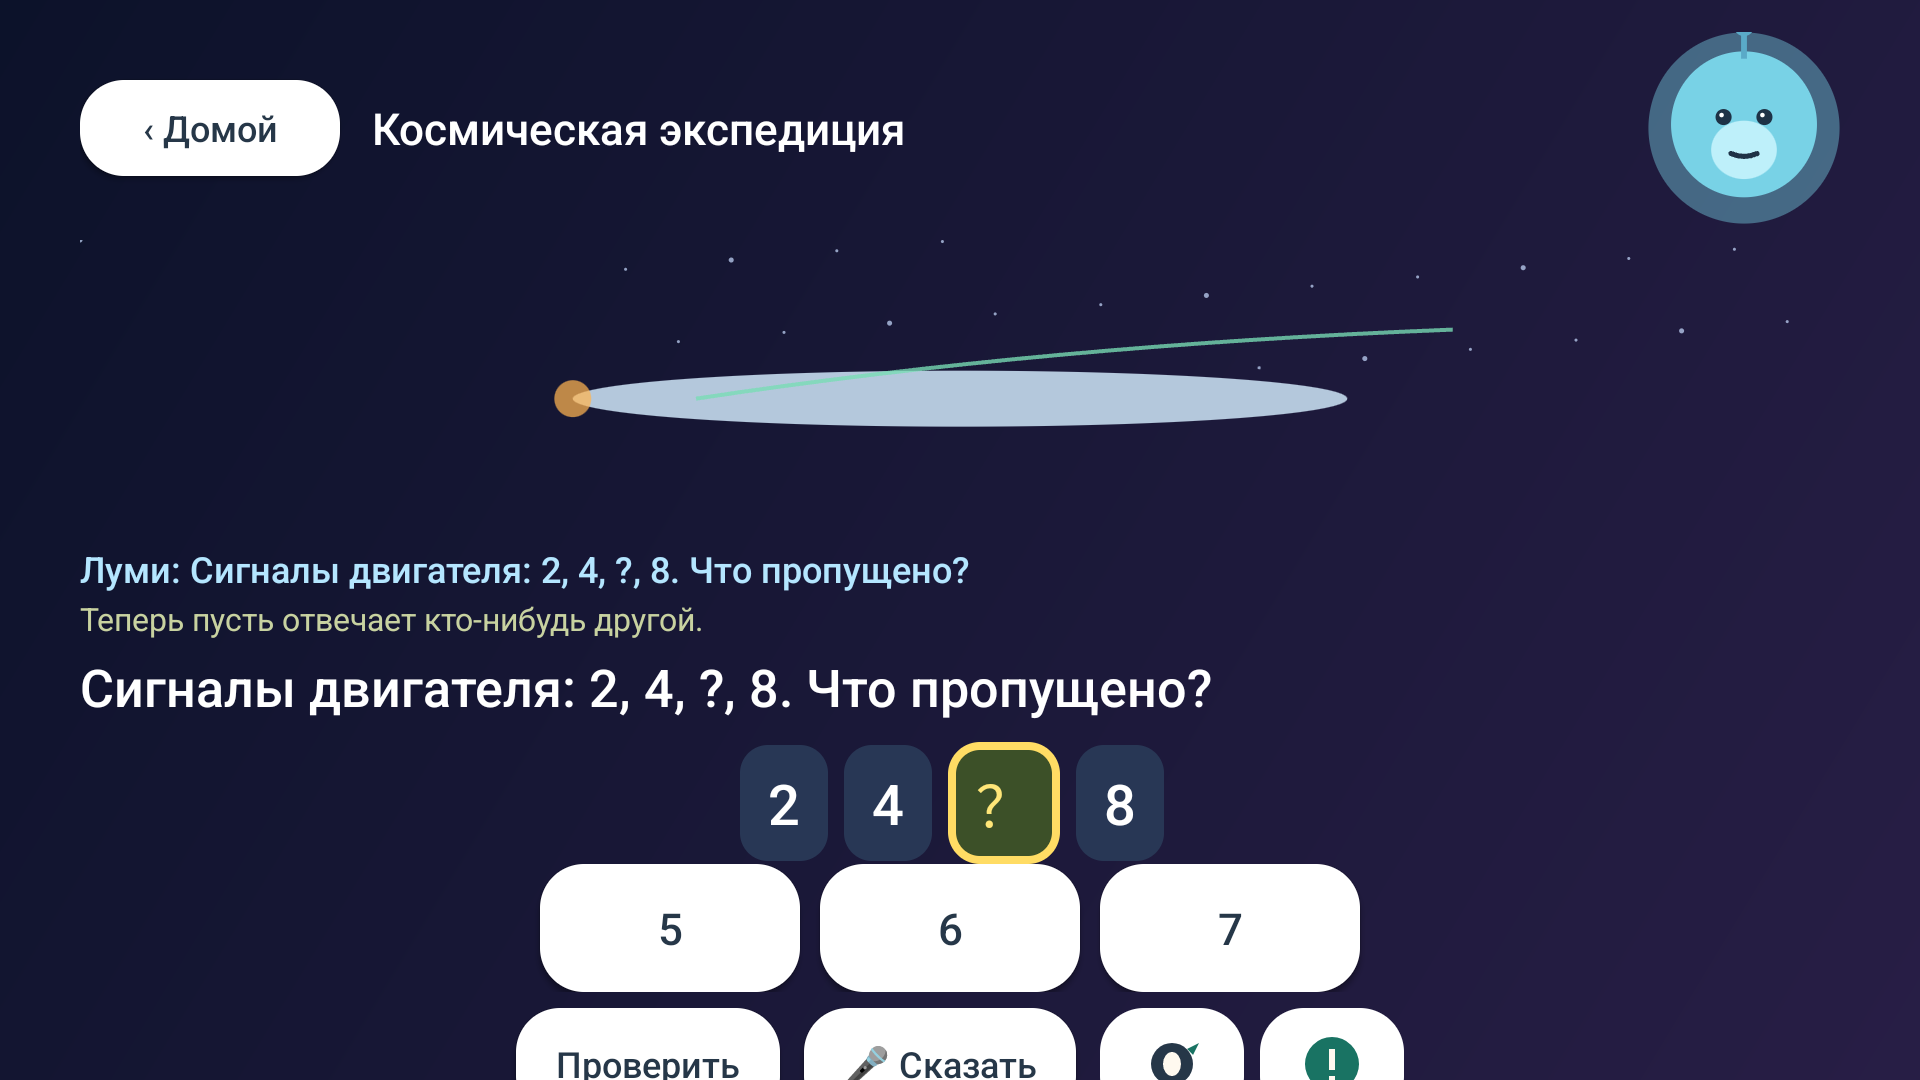 ‹ Домой
Космическая экспедиция
Луми: Сигналы двигателя: 2, 4, ?, 8. Что пропущено?
Теперь пусть отвечает кто-нибудь другой.
Сигналы двигателя: 2, 4, ?, 8. Что пропущено?
2 4 ? 8
5 6 7
Проверить 🎤 Сказать !